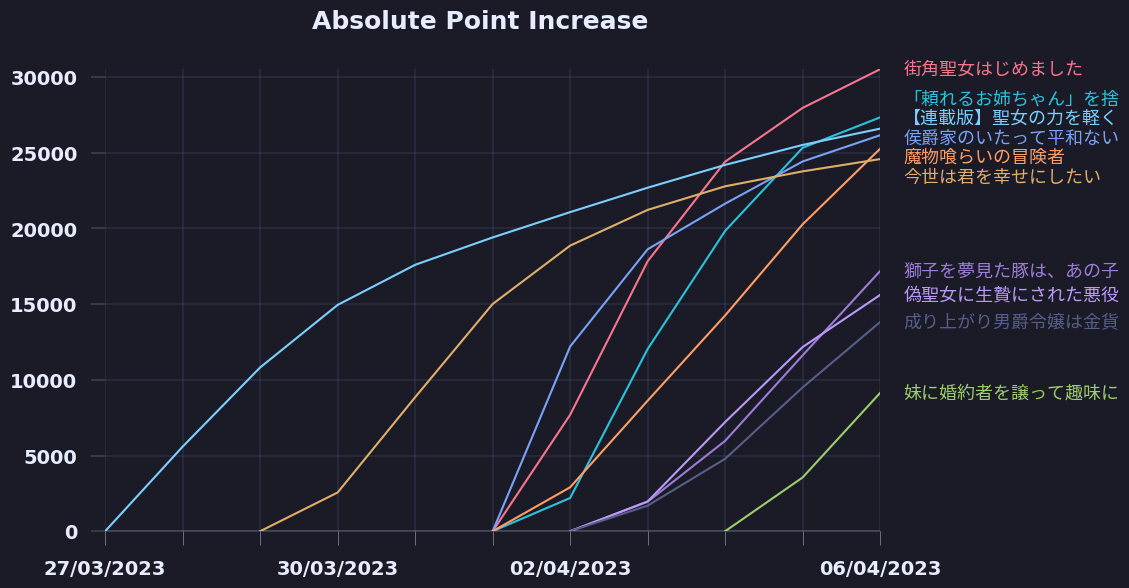 Absolute Point Increase
30000
25000
20000
15000
10000
5000
0
27/03/2023
30/03/2023
02/04/2023
06/04/2023
街角聖女はじめました
「頼れるお姉ちゃん」を捨
【連載版】聖女の力を軽く
侯爵家のいたって平和ない
魔物喰らいの冒険者
今世は君を幸せにしたい
獅子を夢見た豚は、あの子
偽聖女に生贄にされた悪役
成り上がり男爵令嬢は金貨
妹に婚約者を譲って趣味に